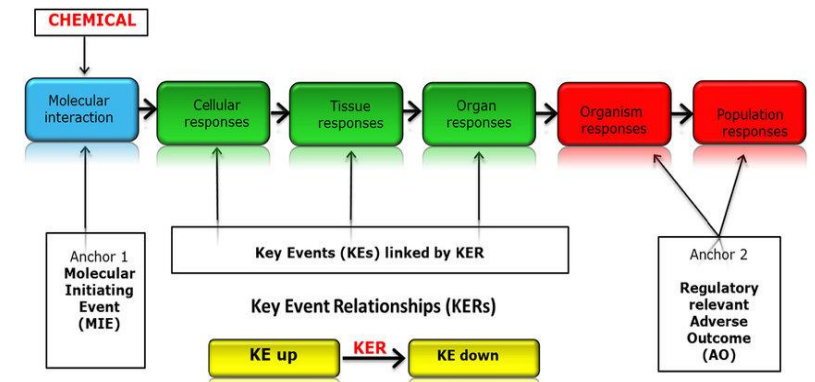 CHEMICAL
Molecular
interaction
Cellular
responses
Tissue
responses
Organ
responses
Organism
responses
Population
responses
Anchor 1
Molecular
Initiating
Event
(MIE)
Key Events (KEs) linked by KER
Anchor 2
Regulatory
relevant
Adverse
Outcome
(AO)
Key Event Relationships (KERs)
KE up
KER
KE down